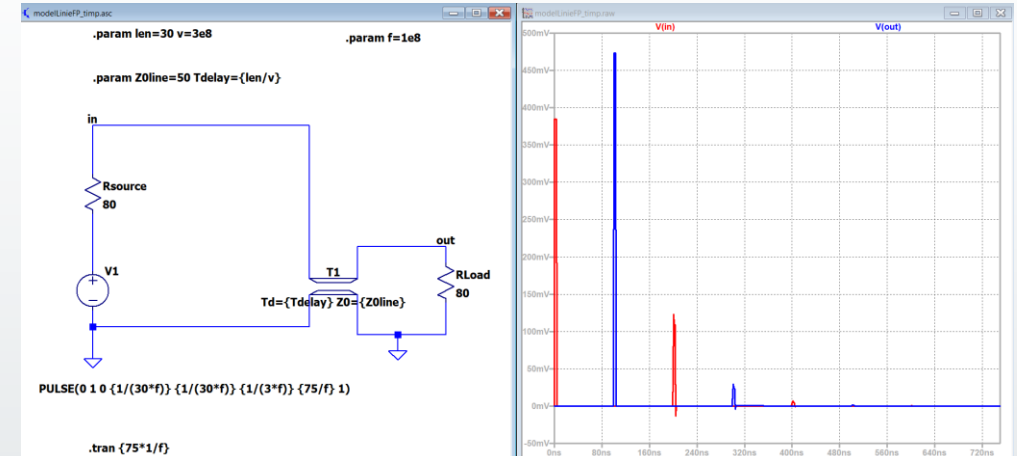 modelLinieFP_timp.asc
.param len=30 v=3e8
.param f=1e8
.param Z0line=50 Tdelay={len/v}
in
Rsource
80
V1
T1
Td={Tdelay} Z0={Z0line}
out
RLoad
80
PULSE(0 1 0 {1/(30*f)} {1/(30*f)} {1/(3*f)} {75/f} 1)
.tran {75*1/f}
modelLinieFP_timp.raw
V(in)
V(out)
500mV
450mV
400mV
350mV
300mV
250mV
200mV
150mV
100mV
50mV
0mV
-50mV
0ns
80ns
160ns
240ns
320ns
400ns
480ns
560ns
640ns
720ns